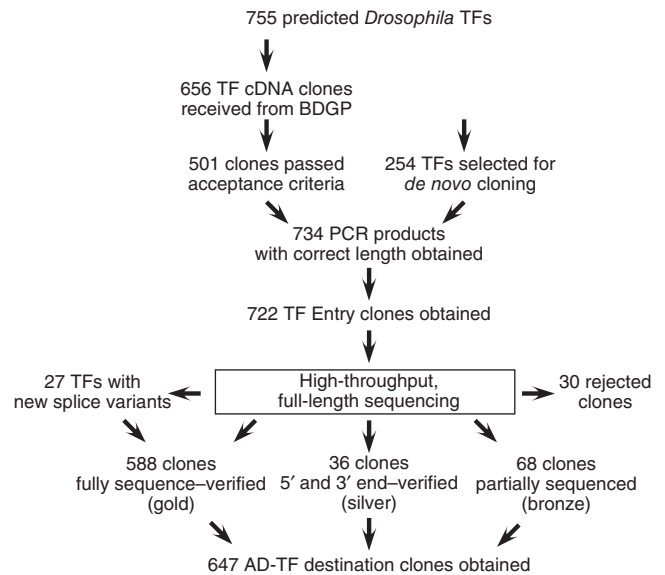 755 predicted Drosophila TFs
656 TF cDNA clones
received from BDGP
501 clones passed
acceptance criteria
254 TFs selected for
de novo cloning
734 PCR products
with correct length obtained
722 TF Entry clones obtained
27 TFs with
new splice variants
High-throughput,
full-length sequencing
30 rejected
clones
588 clones
fully sequence–verified
(gold)
36 clones
5′ and 3′ end–verified
(silver)
68 clones
partially sequenced
(bronze)
647 AD-TF destination clones obtained